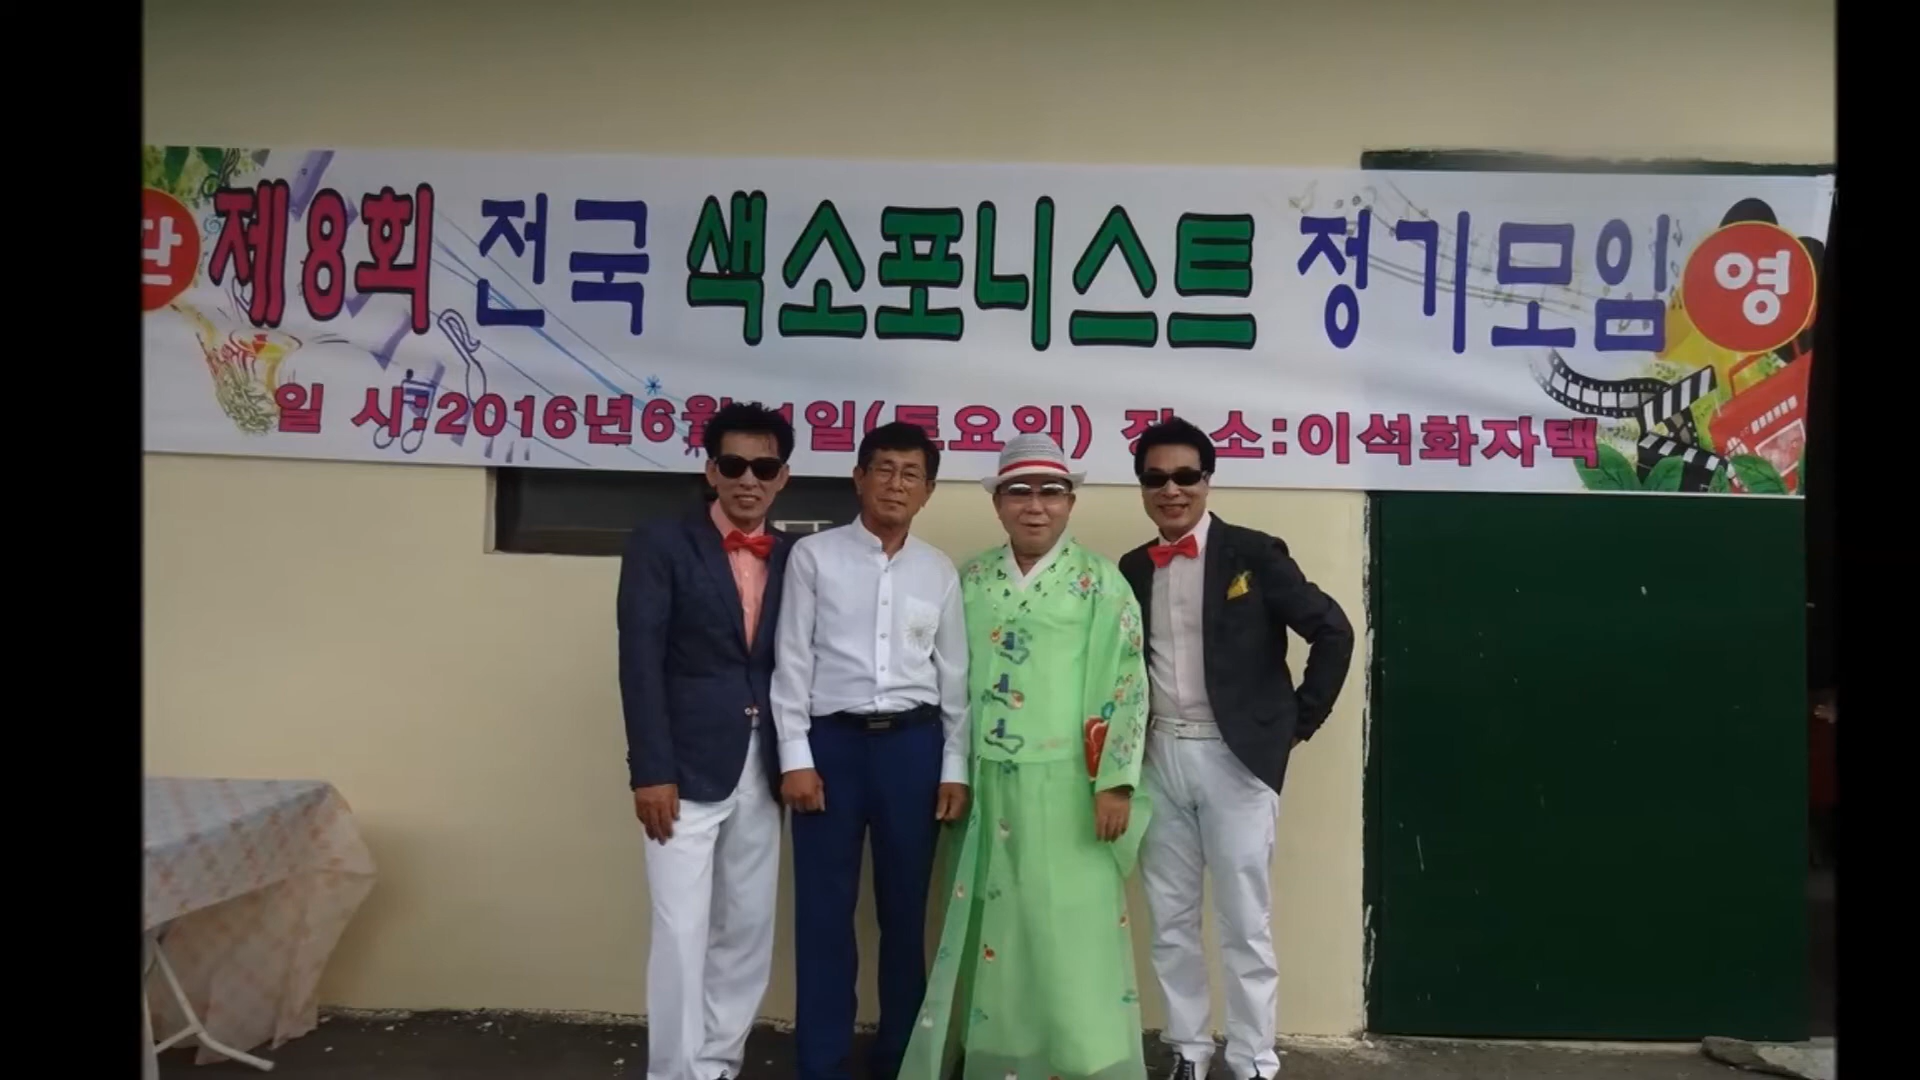 제8회 전국 색소포니스트 정기모임 영
일 시:2016년6월 일(토요일) 장 소:이석화자택